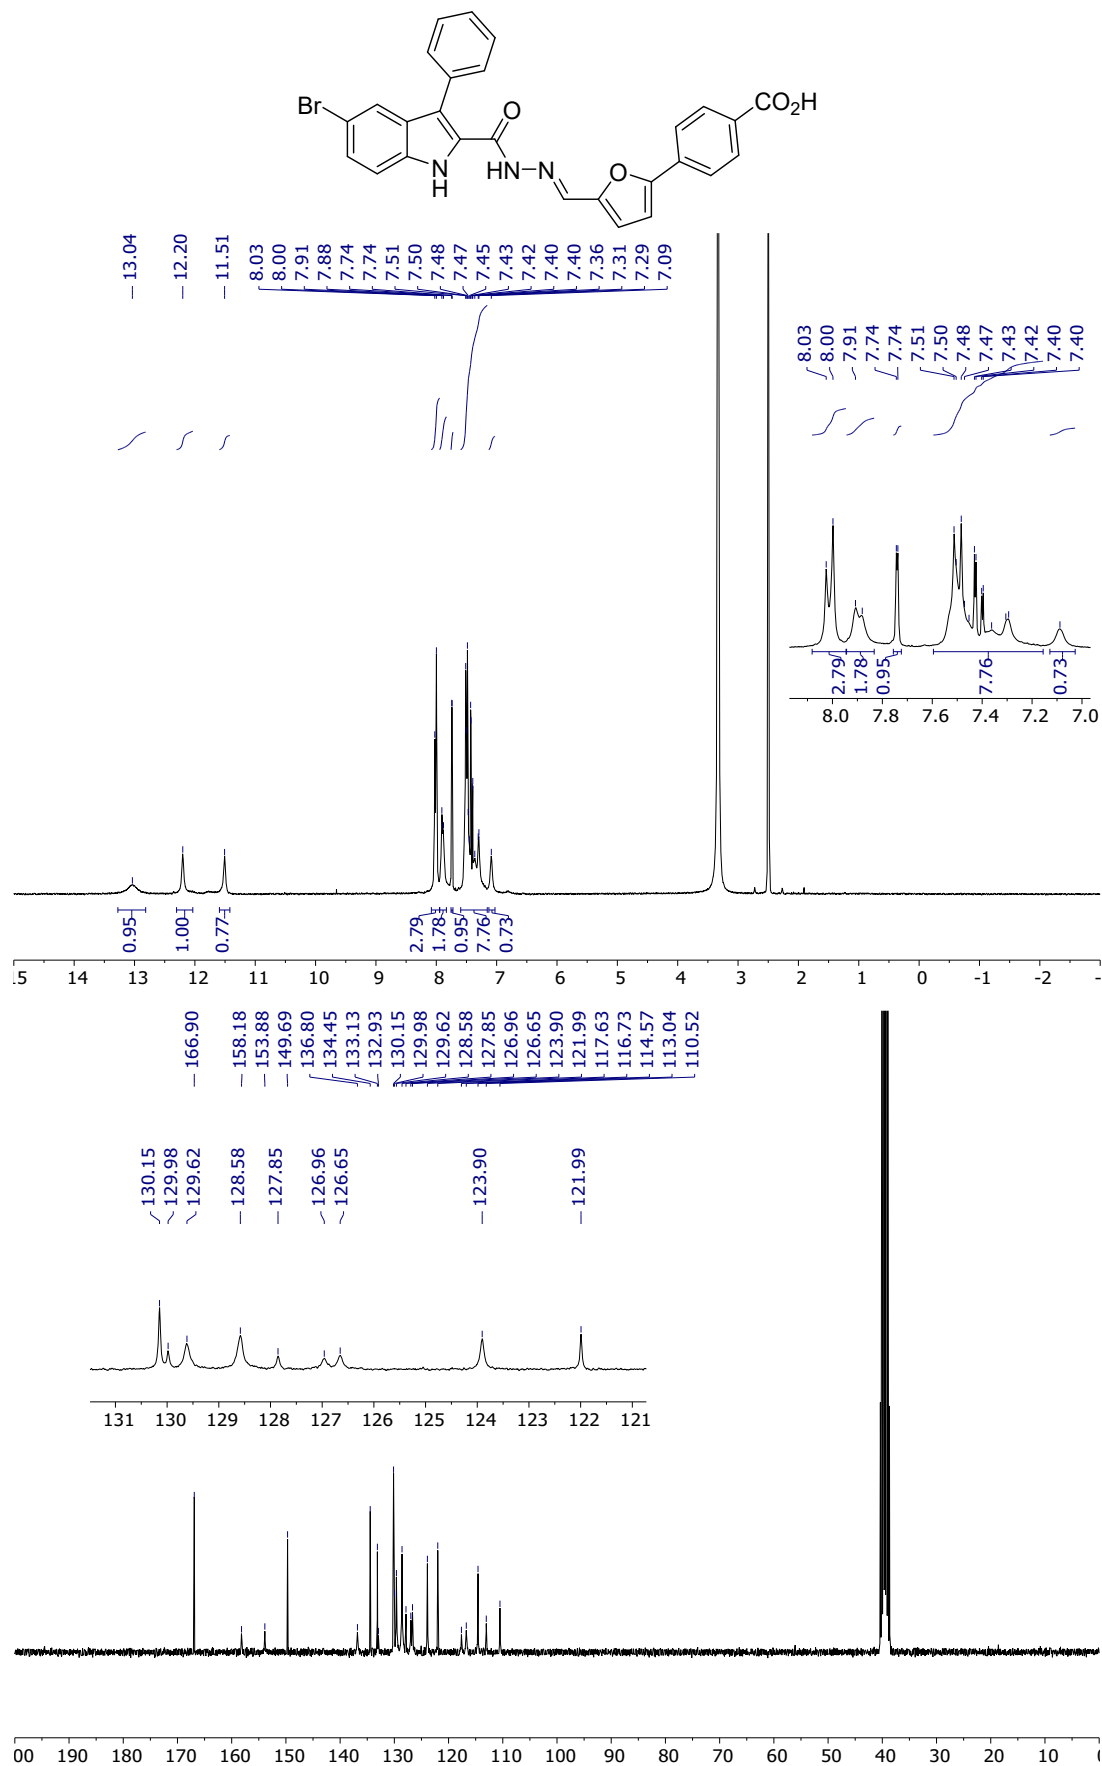 Br
O
CO₂H
N
H
HN
N
O
13.04 12.20 11.51 8.03 8.00 7.91 7.88 7.74 7.74 7.51 7.50 7.48 7.47 7.45 7.43 7.42 7.40 7.40 7.36 7.31 7.29 7.09
8.03 8.00 7.91 7.74 7.74 7.51 7.50 7.48 7.47 7.43 7.42 7.40 7.40
2.79 1.78 0.95 7.76 0.73
8.0 7.8 7.6 7.4 7.2 7.0
0.95 1.00 0.77 2.79 1.78 0.95 7.76 0.73
15 14 13 12 11 10 9 8 7 6 5 4 3 2 1 0 -1 -2 -
166.90 158.18 153.88 149.69 136.80 134.45 133.13 132.93 130.15 129.98 129.62 128.58 127.85 126.96 126.65 123.90 121.99 117.63 116.73 114.57 113.04 110.52
130.15 129.98 129.62 128.58 127.85 126.96 126.65 123.90 121.99
131 130 129 128 127 126 125 124 123 122 121
00 190 180 170 160 150 140 130 120 110 100 90 80 70 60 50 40 30 20 10 0